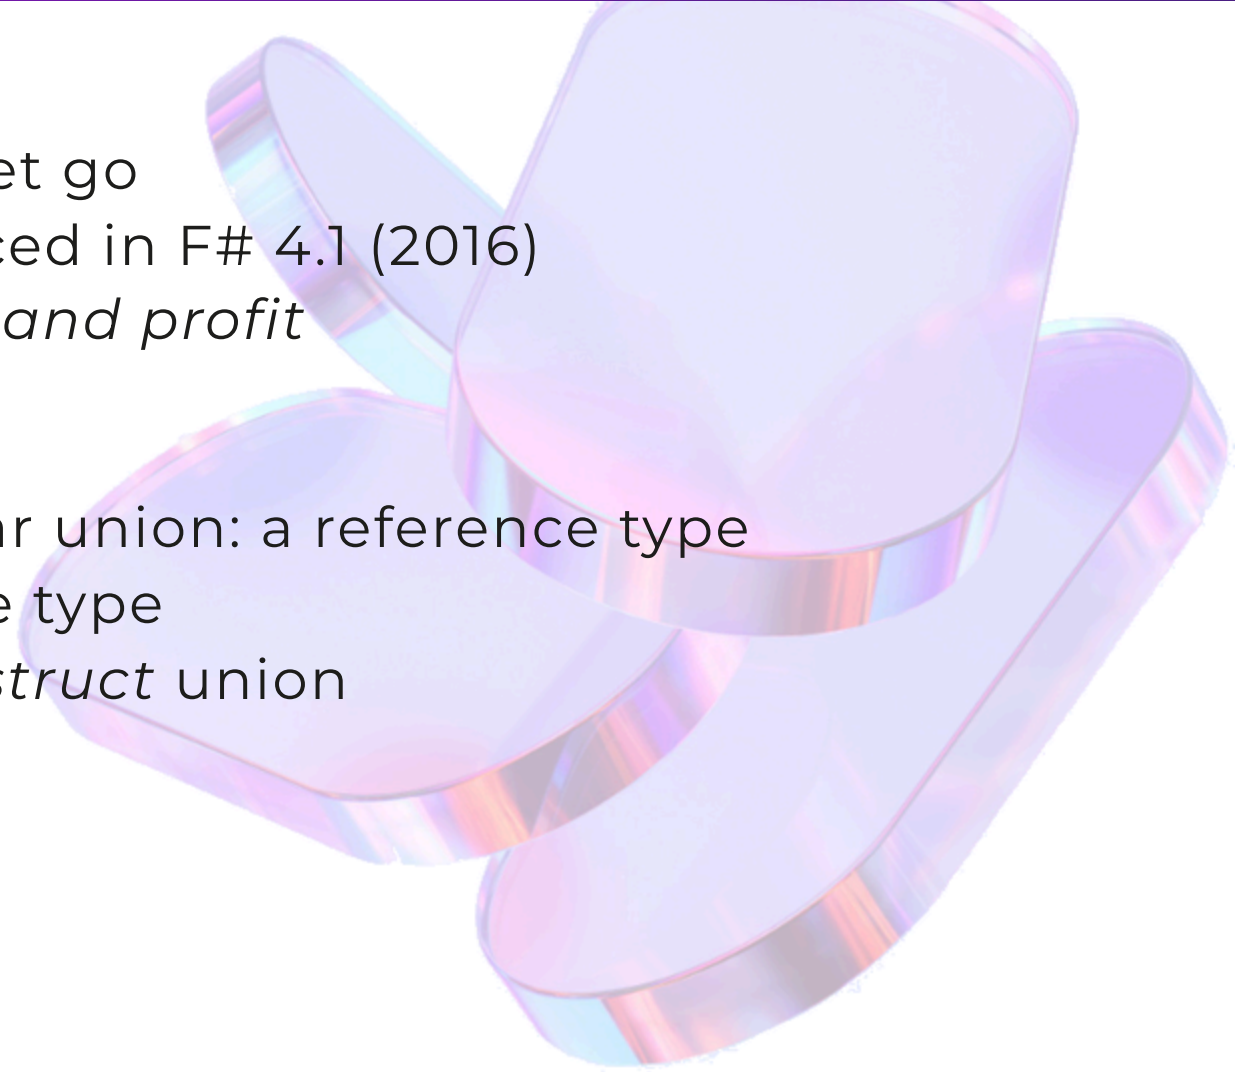 et go
ced in F# 4.1 (2016)
and profit
ar union: a reference type
e type
struct union